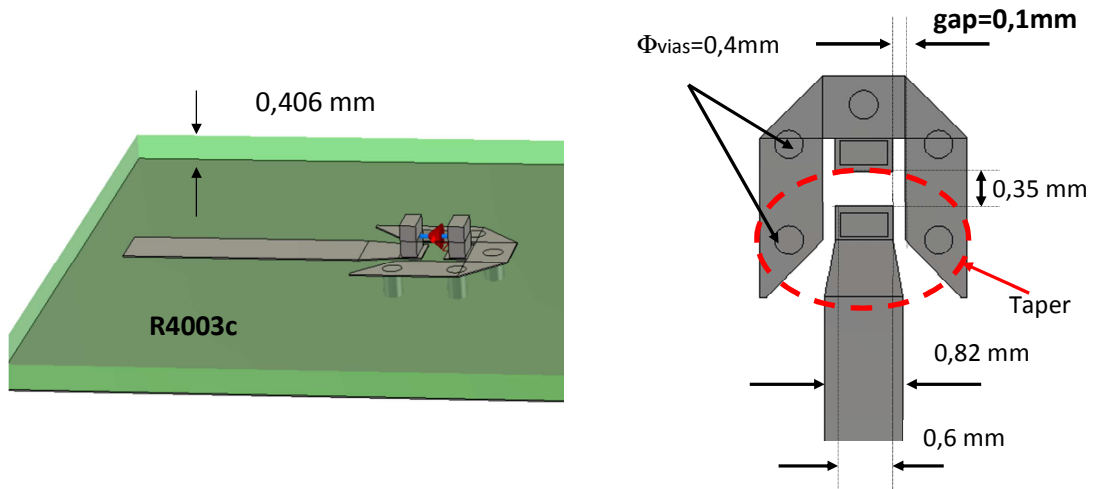 0,406 mm
R4003c
gap=0,1mm
Φvias=0,4mm
0,35 mm
Taper
0,82 mm
0,6 mm